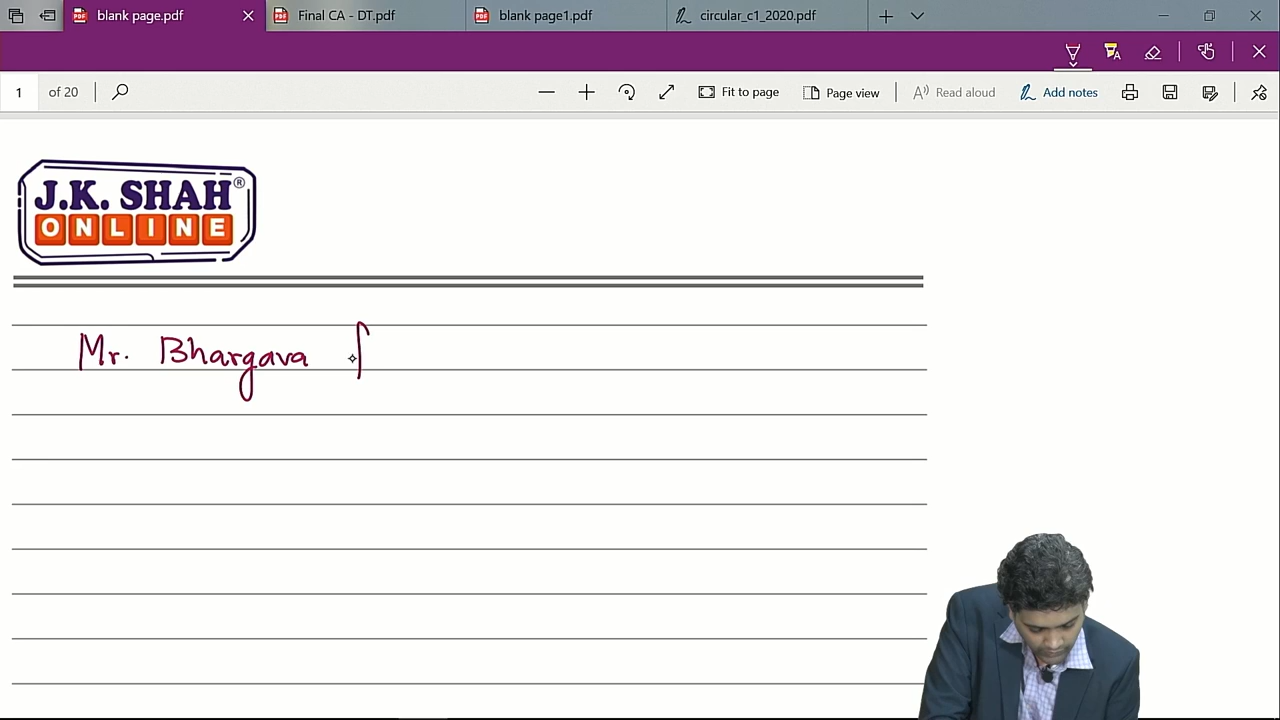 blank page.pdf
Final CA - DT.pdf
blank page1.pdf
circular_c1_2020.pdf
1 of 20
Fit to page
Page view
Read aloud
Add notes
J.K. SHAH®
ONLINE
Mr. Bhargava